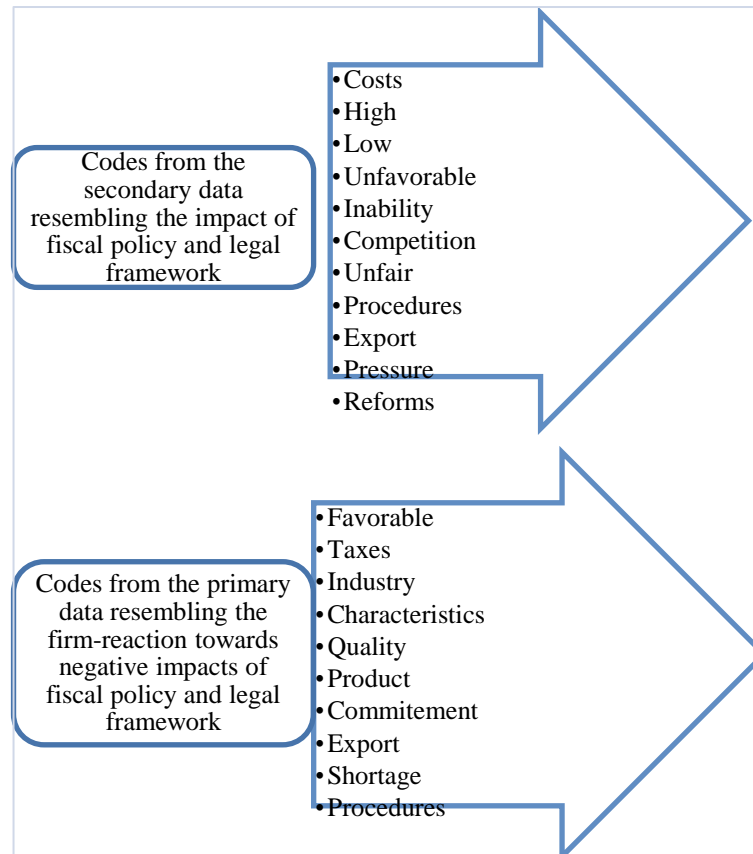 Codes from the
secondary data
resembling the impact of
fiscal policy and legal
framework
•Costs
•High
•Low
•Unfavorable
•Inability
•Competition
•Unfair
•Procedures
•Export
•Pressure
•Reforms
Codes from the primary
data resembling the
firm-reaction towards
negative impacts of
fiscal policy and legal
framework
•Favorable
•Taxes
•Industry
•Characteristics
•Quality
•Product
•Commitement
•Export
•Shortage
•Procedures